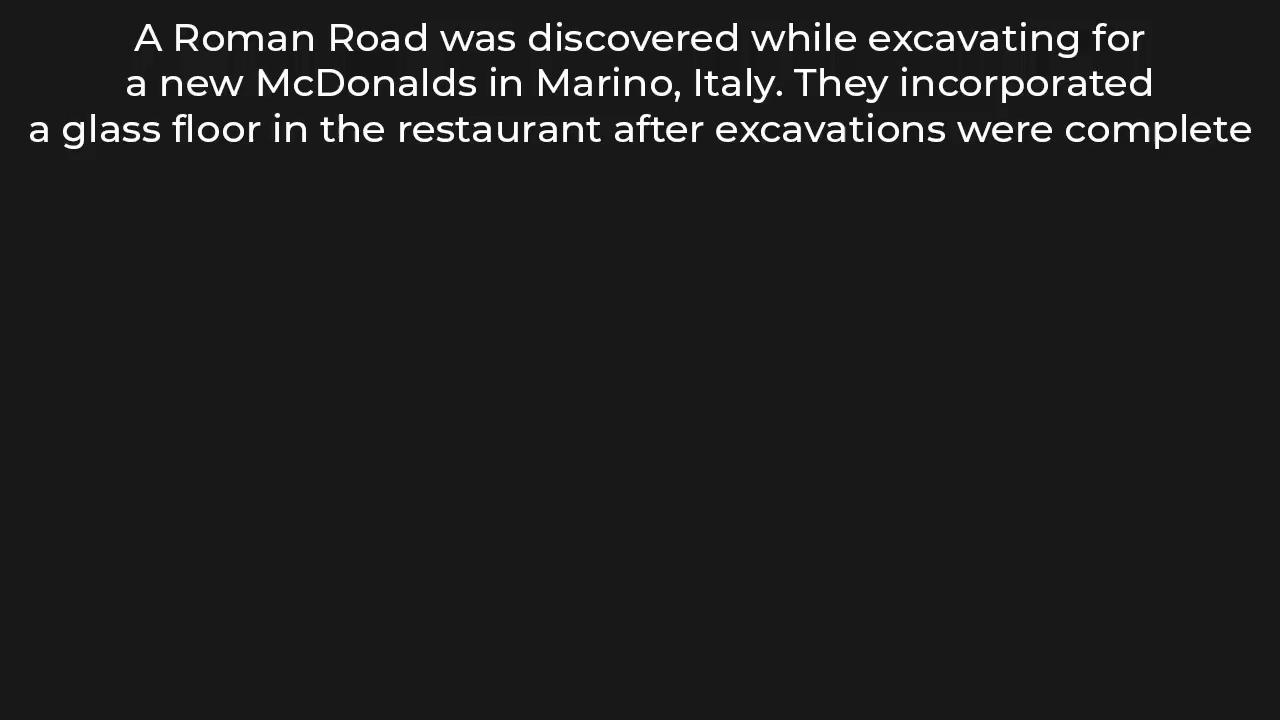 A Roman Road was discovered while excavating for
a new McDonalds in Marino, Italy. They incorporated
a glass floor in the restaurant after excavations were complete